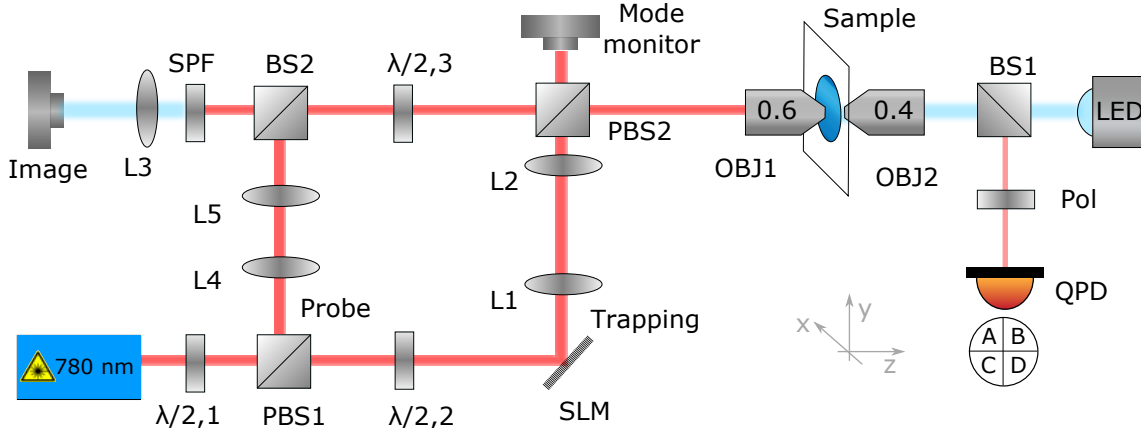 Mode
monitor
Sample
SPF
BS2
λ/2,3
BS1
0.6
0.4
LED
PBS2
Image
L3
OBJ1
OBJ2
L2
L5
Pol
L4
L1
QPD
Probe
Trapping
x
y
z
A B
C D
780 nm
λ/2,1
PBS1
λ/2,2
SLM